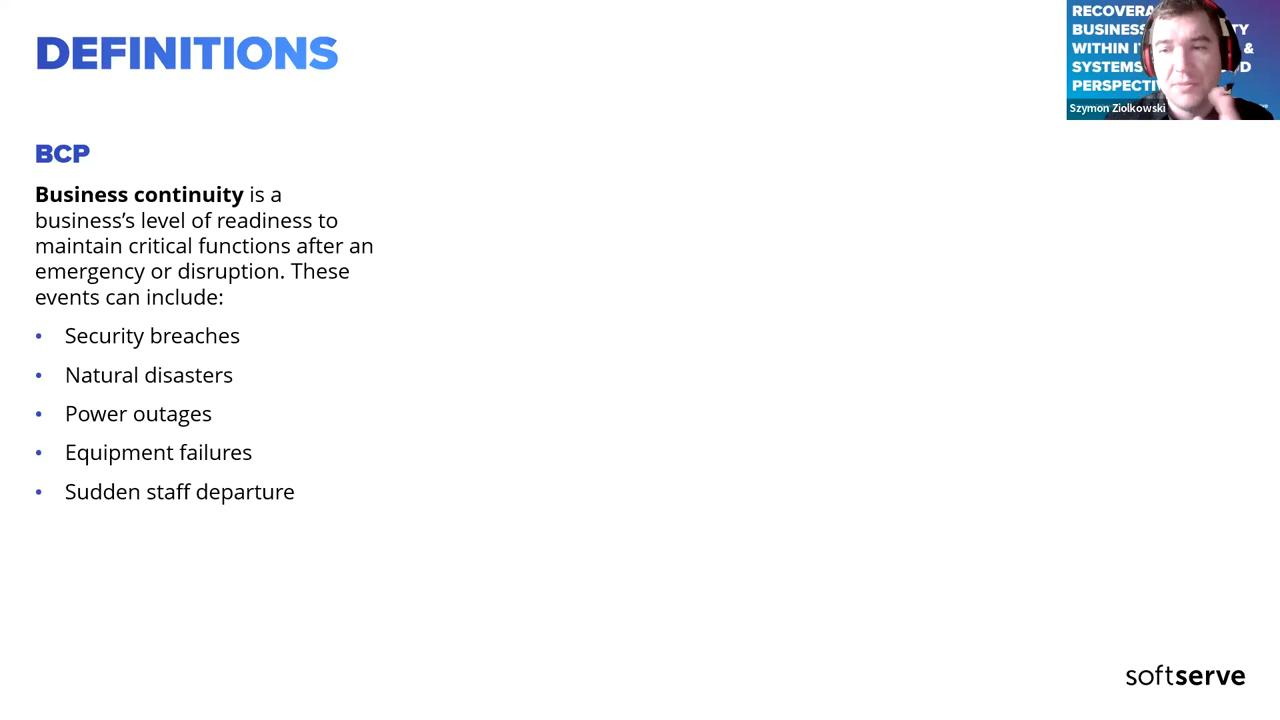 DEFINITIONS
BCP
Business continuity is a
business's level of readiness to
maintain critical functions after an
emergency or disruption. These
events can include:
• Security breaches
• Natural disasters
• Power outages
• Equipment failures
• Sudden staff departure
BUSINESS
WITHIN &
SYSTEMS
Szymon Ziolkowski
softserve